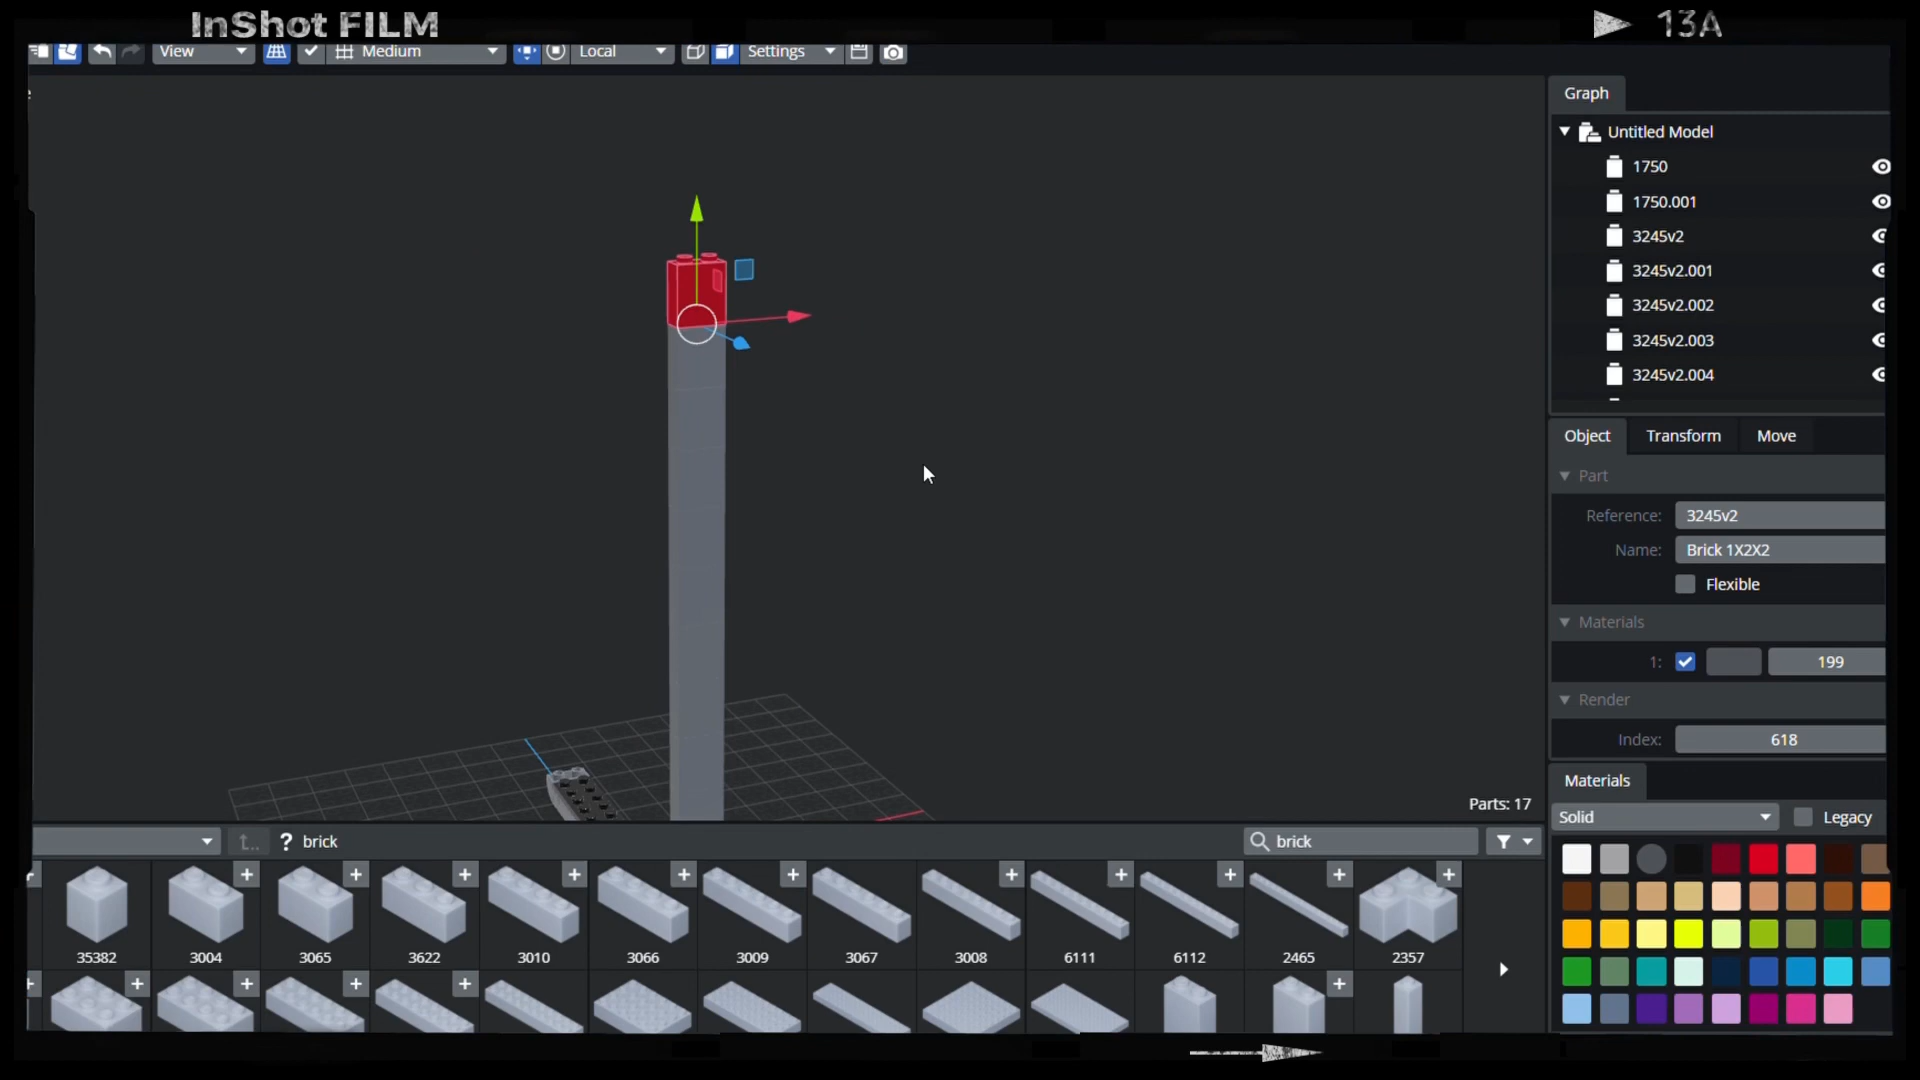 InShot FILM
13A
View
Medium
Local
Settings
Graph
Untitled Model
1750
1750.001
3245v2
3245v2.001
3245v2.002
3245v2.003
3245v2.004
Object Transform Move
Part
Reference: 3245v2
Name: Brick 1X2X2
Flexible
Materials
1: 199
Render
Index: 618
Materials
Solid Legacy
Parts: 17
? brick
brick
35382 3004 3065 3622 3010 3066 3009 3067 3008 6111 6112 2465 2357